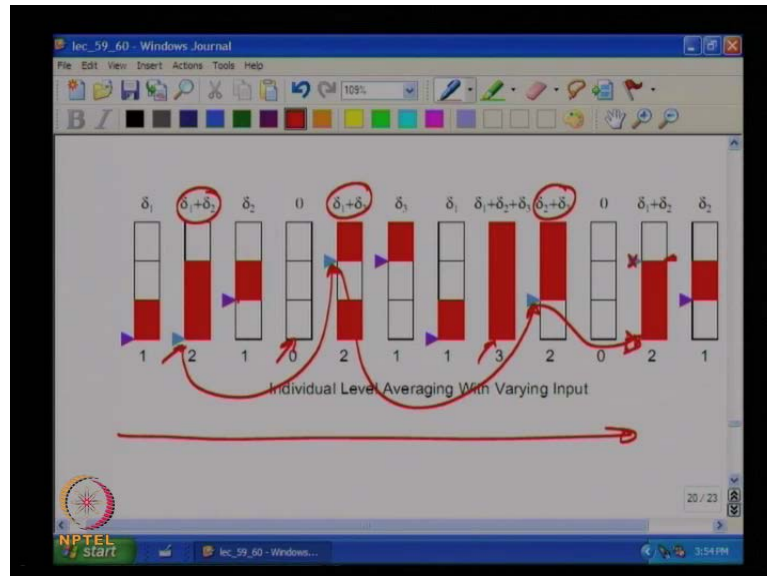 lec_59_60 - Windows Journal
File Edit View Insert Actions Tools Help
109%
B I
δ₁ δ₁+δ₂ δ₂ 0 δ₁+δ₃ δ₃ δ₁ δ₁+δ₂+δ₃ δ₂+δ₃ 0 δ₁+δ₂ δ₂
1 2 1 0 2 1 1 3 2 0 2 1
Individual Level Averaging With Varying Input
20 / 23
NPTEL
start lec_59_60 - Windows... 3:54 PM